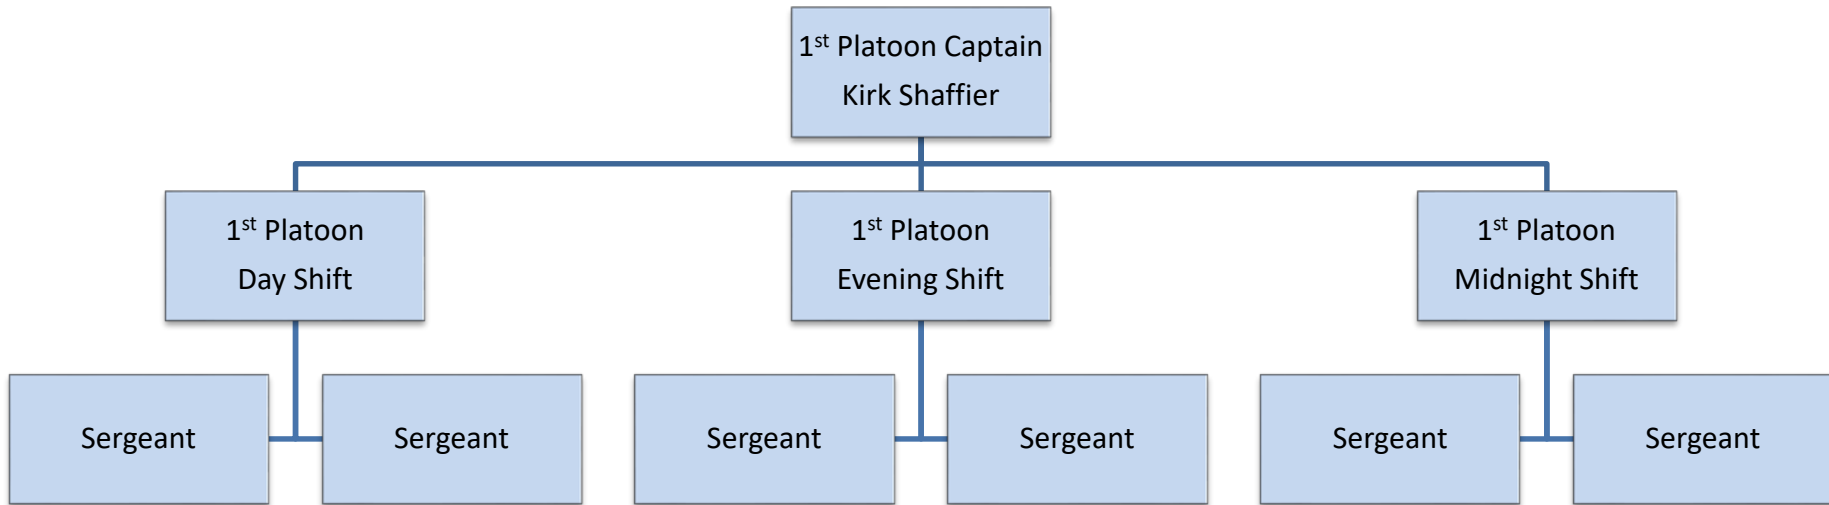 1st Platoon Captain
Kirk Shaffier
1st Platoon
Day Shift
1st Platoon
Evening Shift
1st Platoon
Midnight Shift
Sergeant
Sergeant
Sergeant
Sergeant
Sergeant
Sergeant